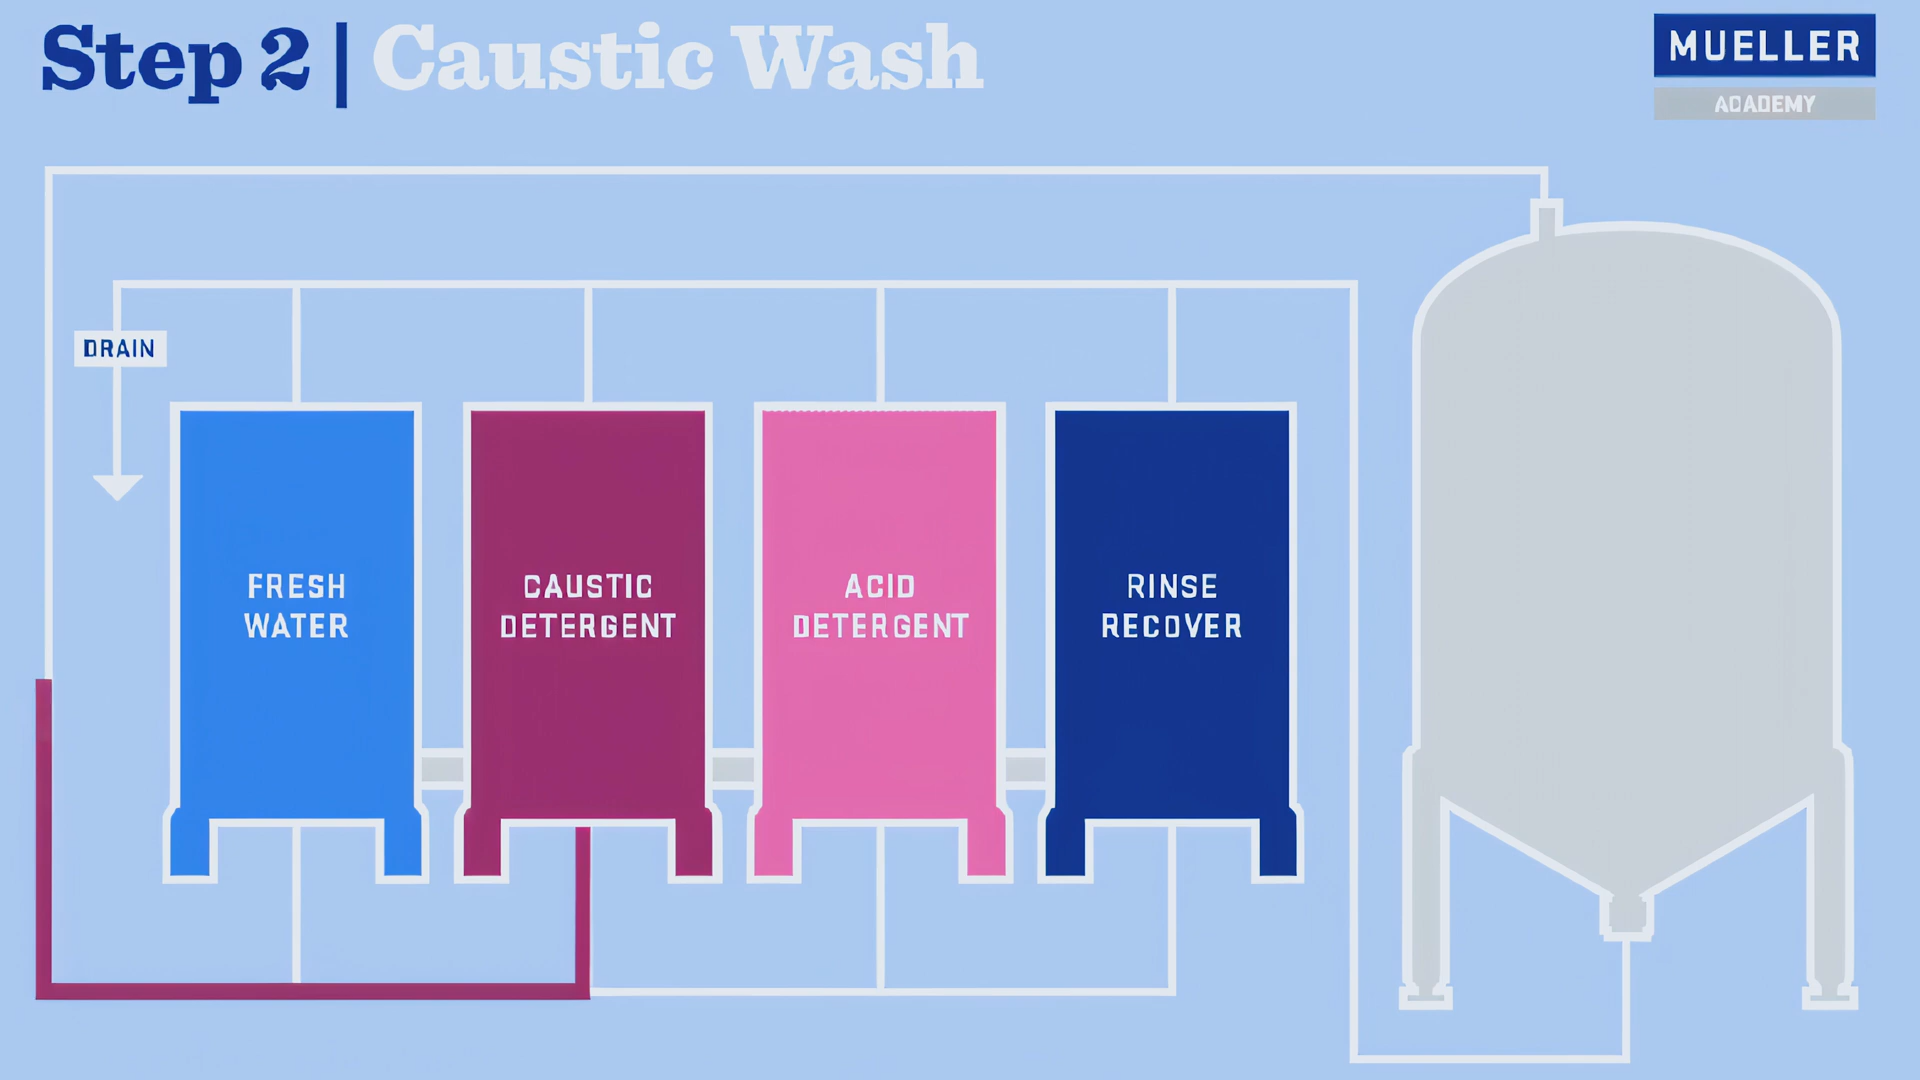 Step 2 | Caustic Wash
MUELLER
ACADEMY
DRAIN
FRESH
WATER
CAUSTIC
DETERGENT
ACID
DETERGENT
RINSE
RECOVER